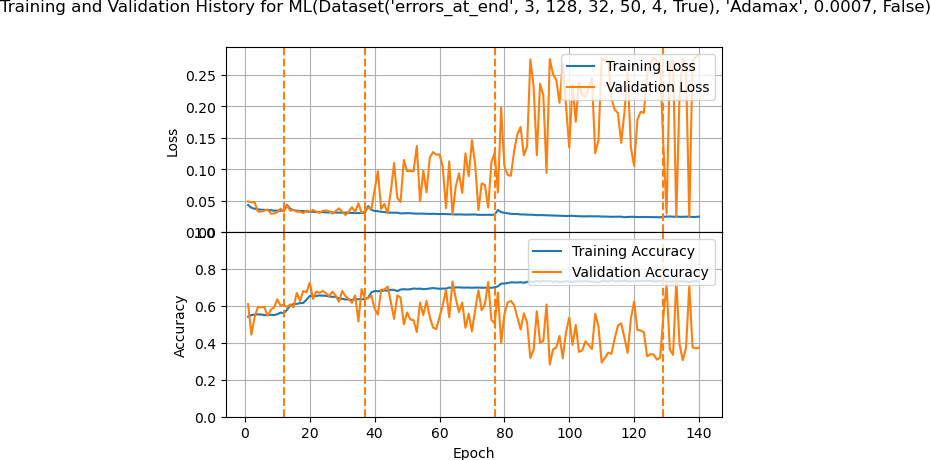 Training and Validation History for ML(Dataset('errors_at_end', 3, 128, 32, 50, 4, True), 'Adamax', 0.0007, False)
0.25
0.20
0.15
0.10
0.05
0.00
Loss
Training Loss
Validation Loss
1.0
0.8
0.6
0.4
0.2
0.0
Accuracy
Training Accuracy
Validation Accuracy
0 20 40 60 80 100 120 140
Epoch